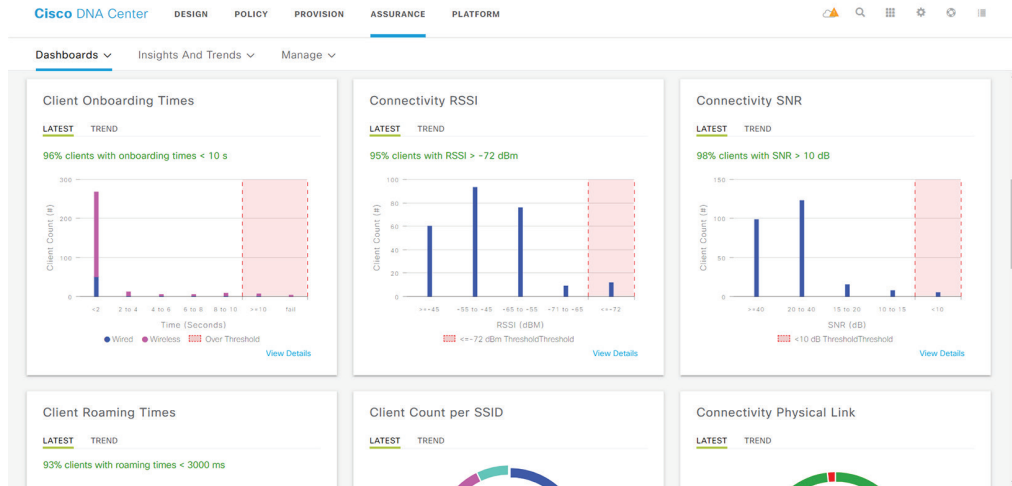 Cisco DNA Center DESIGN POLICY PROVISION ASSURANCE PLATFORM
Dashboards Insights And Trends Manage
Client Onboarding Times
LATEST TREND
96% clients with onboarding times < 10 s
300
200
100
0
Client Count (#)
<2 2 to 4 4 to 6 6 to 8 8 to 10 >=10 fail
Time (Seconds)
Wired Wireless Over Threshold
View Details
Connectivity RSSI
LATEST TREND
95% clients with RSSI > -72 dBm
100
80
60
40
20
0
Client Count (#)
>=-45 -55 to -45 -65 to -55 -71 to -65 <=-72
RSSI (dBM)
<=-72 dBm ThresholdThreshold
View Details
Connectivity SNR
LATEST TREND
98% clients with SNR > 10 dB
150
100
50
0
Client Count (#)
>=40 20 to 40 15 to 20 10 to 15 <10
SNR (dB)
<10 dB ThresholdThreshold
View Details
Client Roaming Times
LATEST TREND
93% clients with roaming times < 3000 ms
Client Count per SSID
LATEST TREND
Connectivity Physical Link
LATEST TREND